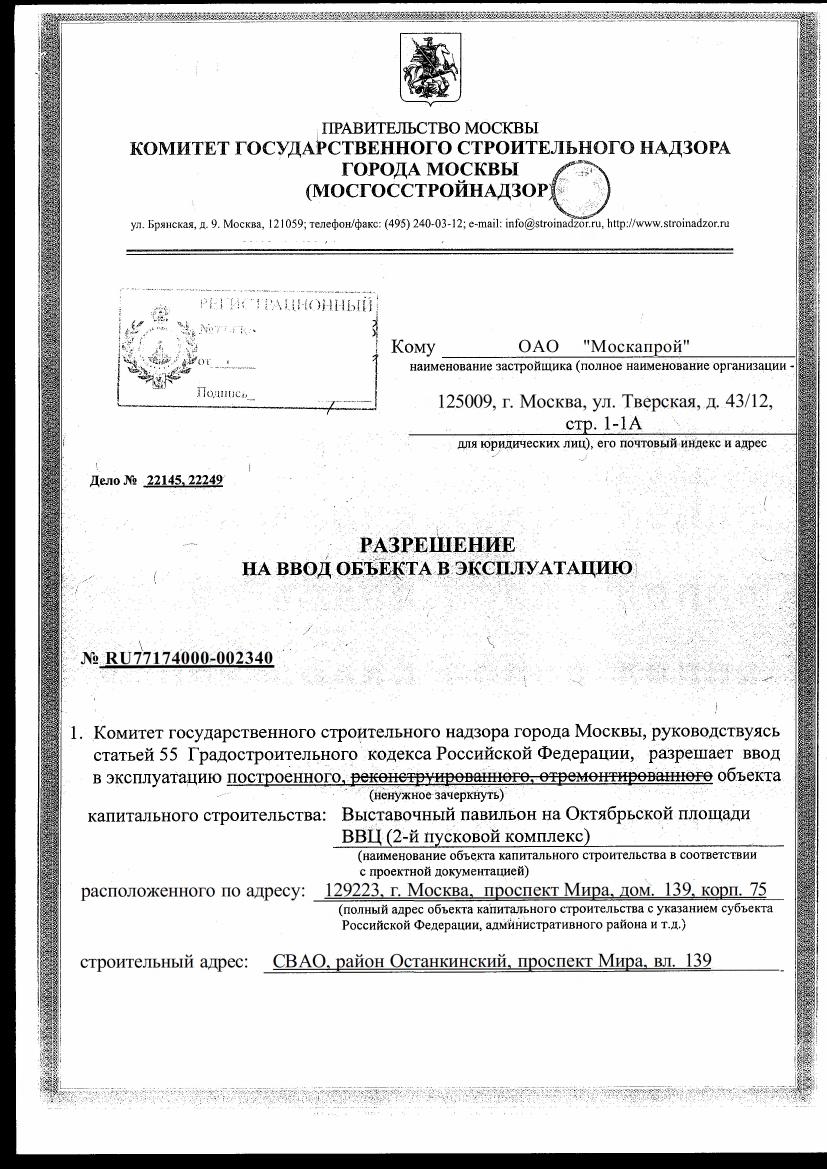 ПРАВИТЕЛЬСТВО МОСКВЫ
КОМИТЕТ ГОСУДАРСТВЕННОГО СТРОИТЕЛЬНОГО НАДЗОРА
ГОРОДА МОСКВЫ
(МОСГОССТРОЙНАДЗОР)
ул. Брянская, д. 9. Москва, 121059; телефон/факс: (495) 240-03-12; e-mail: info@stroinadzor.ru, http://www.stroinadzor.ru
РЕГИСТРАЦИОННЫЙ
от
Подпись
Кому ОАО "Москапрой"
наименование застройщика (полное наименование организации -
125009, г. Москва, ул. Тверская, д. 43/12,
стр. 1-1А
для юридических лиц), его почтовый индекс и адрес
Дело № 22145, 22249
РАЗРЕШЕНИЕ
НА ВВОД ОБЪЕКТА В ЭКСПЛУАТАЦИЮ
№ RU77174000-002340
1. Комитет государственного строительного надзора города Москвы, руководствуясь
статьей 55 Градостроительного кодекса Российской Федерации, разрешает ввод
в эксплуатацию построенного, реконструированного, отремонтированного объекта
(ненужное зачеркнуть)
капитального строительства: Выставочный павильон на Октябрьской площади
ВВЦ (2-й пусковой комплекс)
(наименование объекта капитального строительства в соответствии
с проектной документацией)
расположенного по адресу: 129223, г. Москва, проспект Мира, дом. 139, корп. 75
(полный адрес объекта капитального строительства с указанием субъекта
Российской Федерации, административного района и т.д.)
строительный адрес: СВАО, район Останкинский, проспект Мира, вл. 139